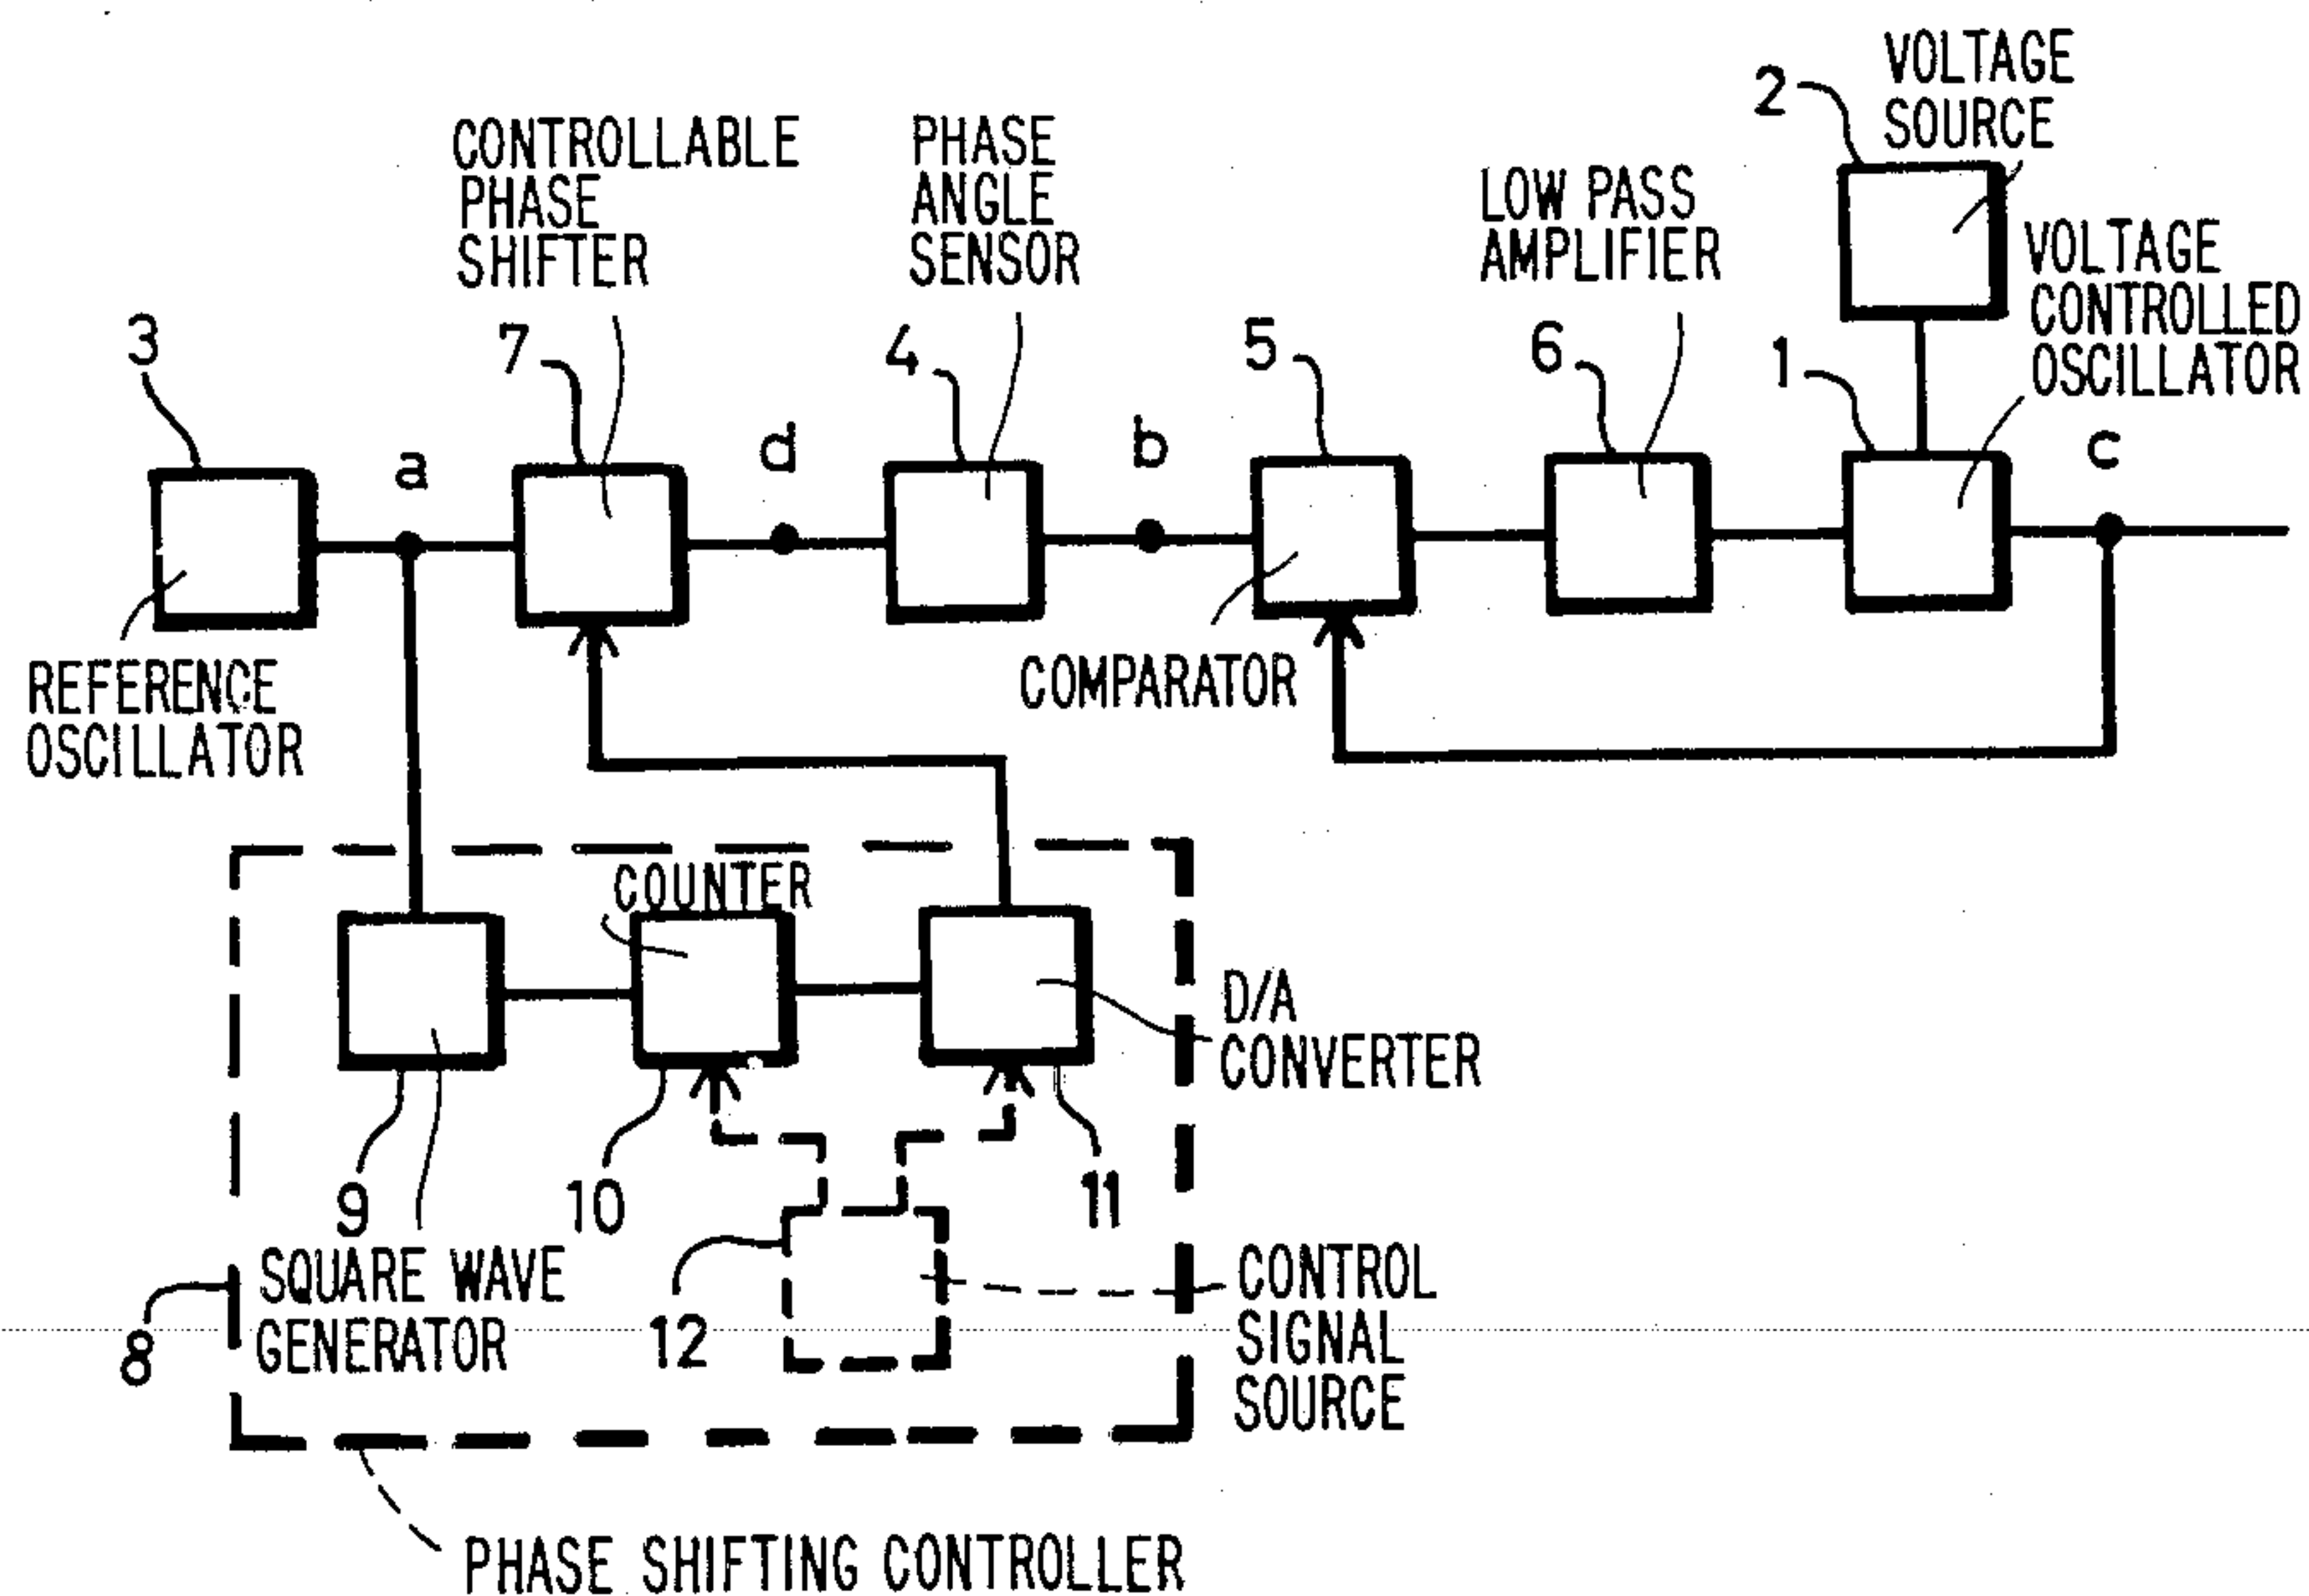 VOLTAGE
SOURCE
2
CONTROLLABLE
PHASE
SHIFTER
PHASE
ANGLE
SENSOR
LOW PASS
AMPLIFIER
VOLTAGE
CONTROLLED
OSCILLATOR
3
7
4
5
6
1
a
d
b
c
REFERENCE
OSCILLATOR
COMPARATOR
COUNTER
D/A
CONVERTER
9
10
11
SQUARE WAVE
GENERATOR
8
12
CONTROL
SIGNAL
SOURCE
PHASE SHIFTING CONTROLLER